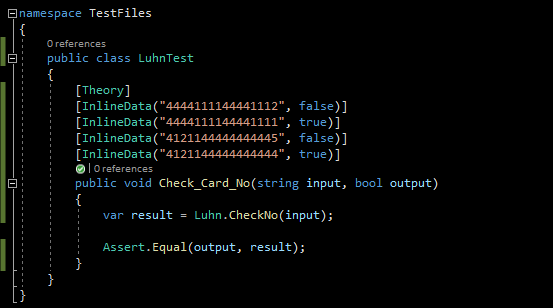 namespace TestFiles
{
0 references
public class LuhnTest
{
[Theory]
[InlineData("4444111144441112", false)]
[InlineData("4444111144441111", true)]
[InlineData("4121144444444445", false)]
[InlineData("4121144444444444", true)]
| 0 references
public void Check_Card_No(string input, bool output)
{
var result = Luhn.CheckNo(input);
Assert.Equal(output, result);
}
}
}